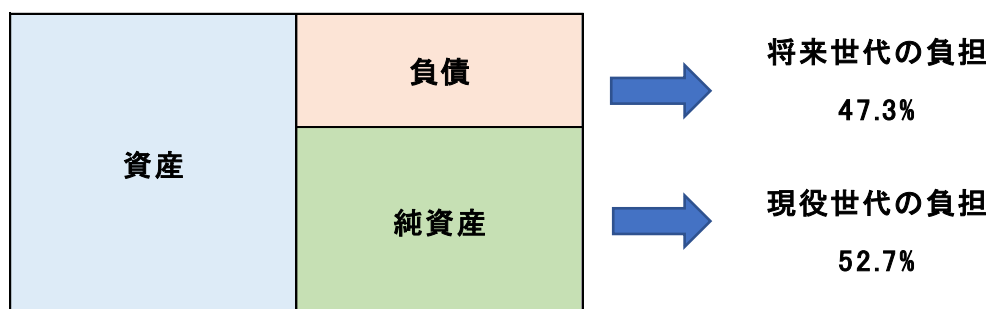 資産
負債
純資産
将来世代の負担
47.3%
現役世代の負担
52.7%